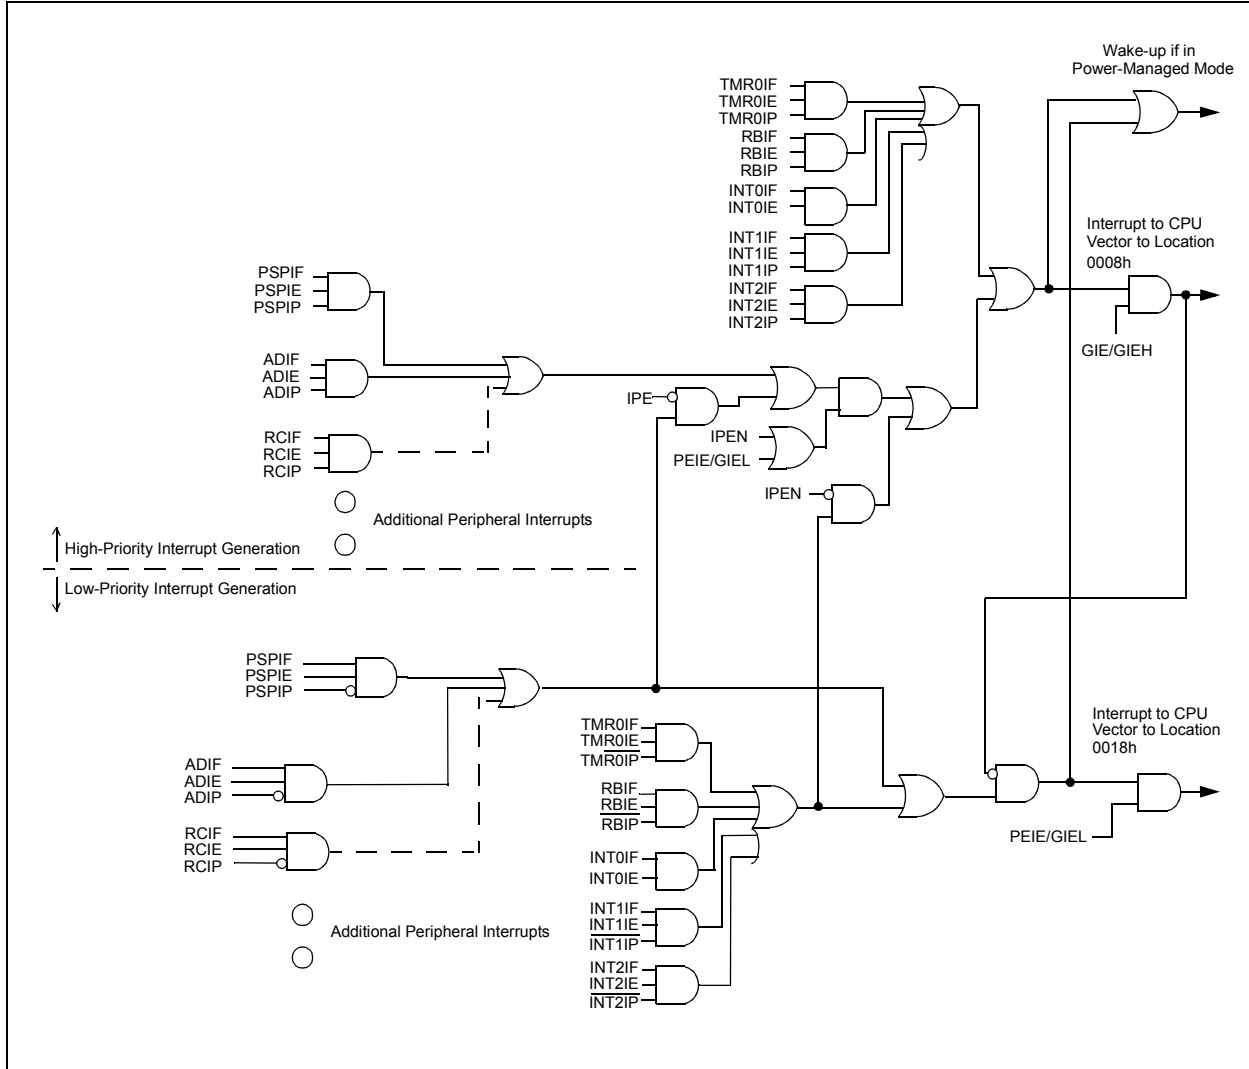 Wake-up if in
Power-Managed Mode
TMR0IF
TMR0IE
TMR0IP
RBIF
RBIE
RBIP
INT0IF
INT0IE
INT1IF
INT1IE
INT1IP
INT2IF
INT2IE
INT2IP
Interrupt to CPU
Vector to Location
0008h
GIE/GIEH
PSPIF
PSPIE
PSPIP
ADIF
ADIE
ADIP
RCIF
RCIE
RCIP
IPE
IPEN
PEIE/GIEL
IPEN
Additional Peripheral Interrupts
High-Priority Interrupt Generation
Low-Priority Interrupt Generation
PSPIF
PSPIE
PSPIP
ADIF
ADIE
ADIP
RCIF
RCIE
RCIP
Additional Peripheral Interrupts
TMR0IF
TMR0IE
TMR0IP
RBIF
RBIE
RBIP
INT0IF
INT0IE
INT1IF
INT1IE
INT1IP
INT2IF
INT2IE
INT2IP
Interrupt to CPU
Vector to Location
0018h
PEIE/GIEL